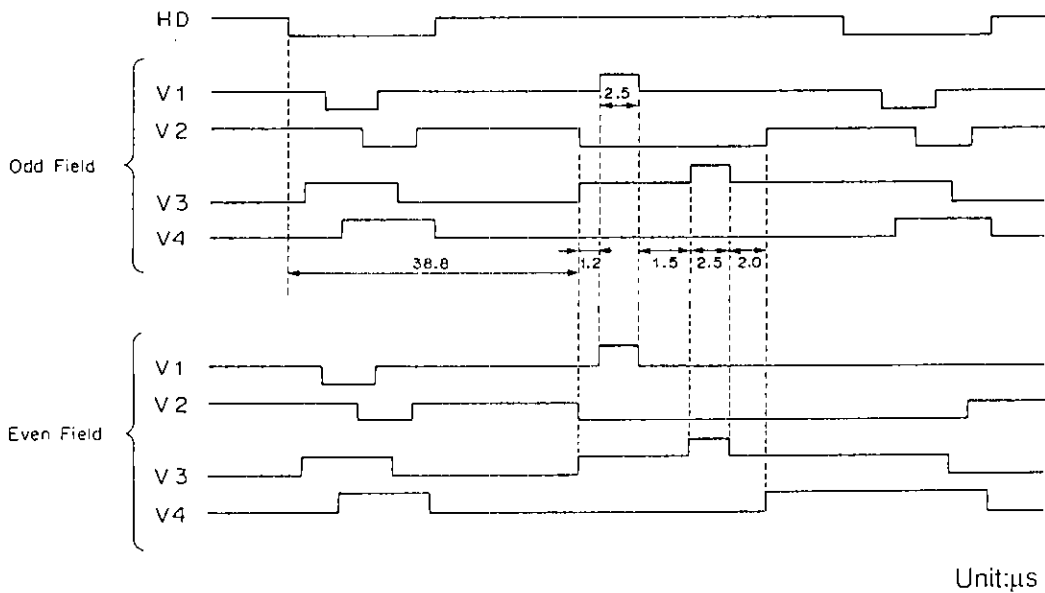 HD
V1
2.5
V2
Odd Field
V3
V4
38.8
1.2
1.5
2.5
2.0
V1
V2
Even Field
V3
V4
Unit:μs